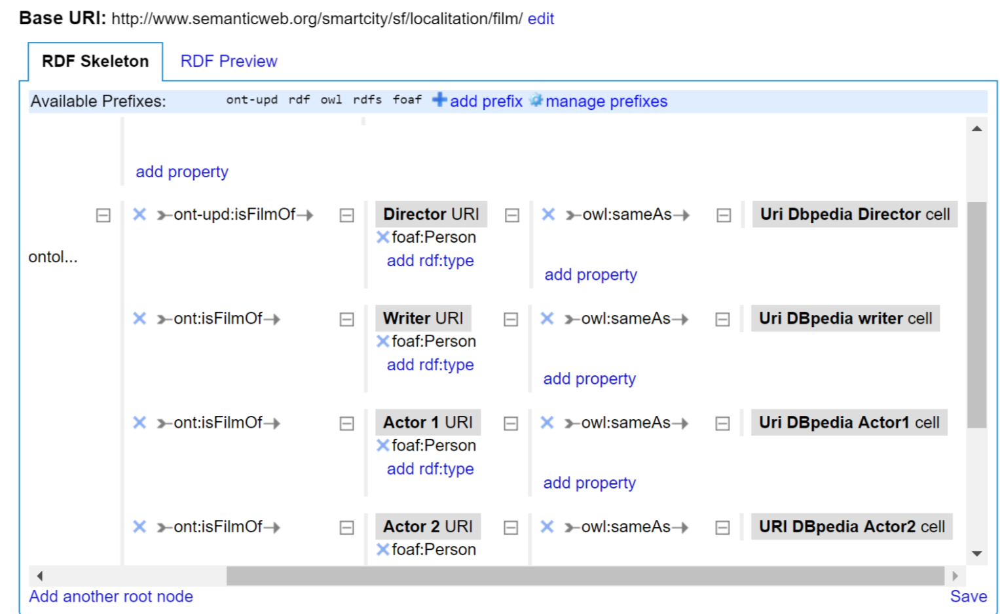 Base URI: http://www.semanticweb.org/smartcity/sf/localitation/film/ edit
RDF Skeleton RDF Preview
Available Prefixes: ont-upd rdf owl rdfs foaf add prefix manage prefixes
add property
ont-upd:isFilmOf Director URI owl:sameAs Uri Dbpedia Director cell
foaf:Person
ontol... add rdf:type
add property
ont:isFilmOf Writer URI owl:sameAs Uri DBpedia writer cell
foaf:Person
add rdf:type
add property
ont:isFilmOf Actor 1 URI owl:sameAs Uri DBpedia Actor1 cell
foaf:Person
add rdf:type
add property
ont:isFilmOf Actor 2 URI owl:sameAs URI DBpedia Actor2 cell
foaf:Person
Add another root node Save